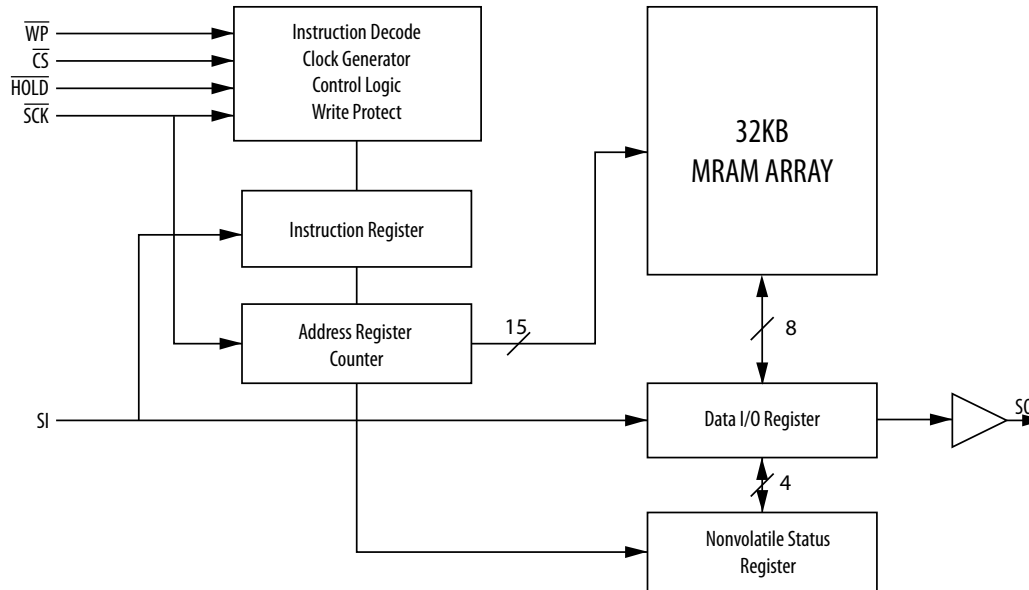 WP
CS
HOLD
SCK
Instruction Decode
Clock Generator
Control Logic
Write Protect
32KB
MRAM ARRAY
Instruction Register
Address Register
Counter
15
8
SI
Data I/O Register
4
Nonvolatile Status
Register